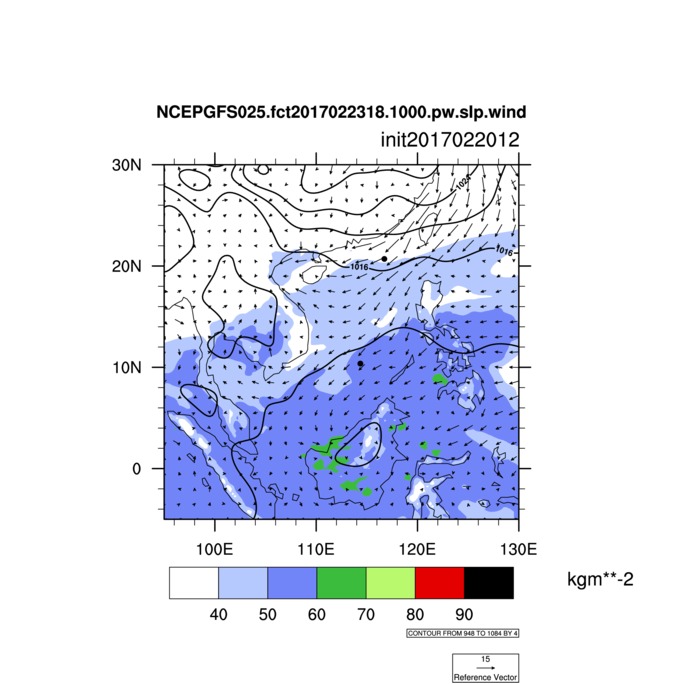 NCEPGFS025.fct2017022318.1000.pw.slp.wind
init2017022012
30N
1024
1016
1016
20N
10N
0
100E 110E 120E 130E
kgm**-2
40 50 60 70 80 90
CONTOUR FROM 948 TO 1084 BY 4
15
Reference Vector